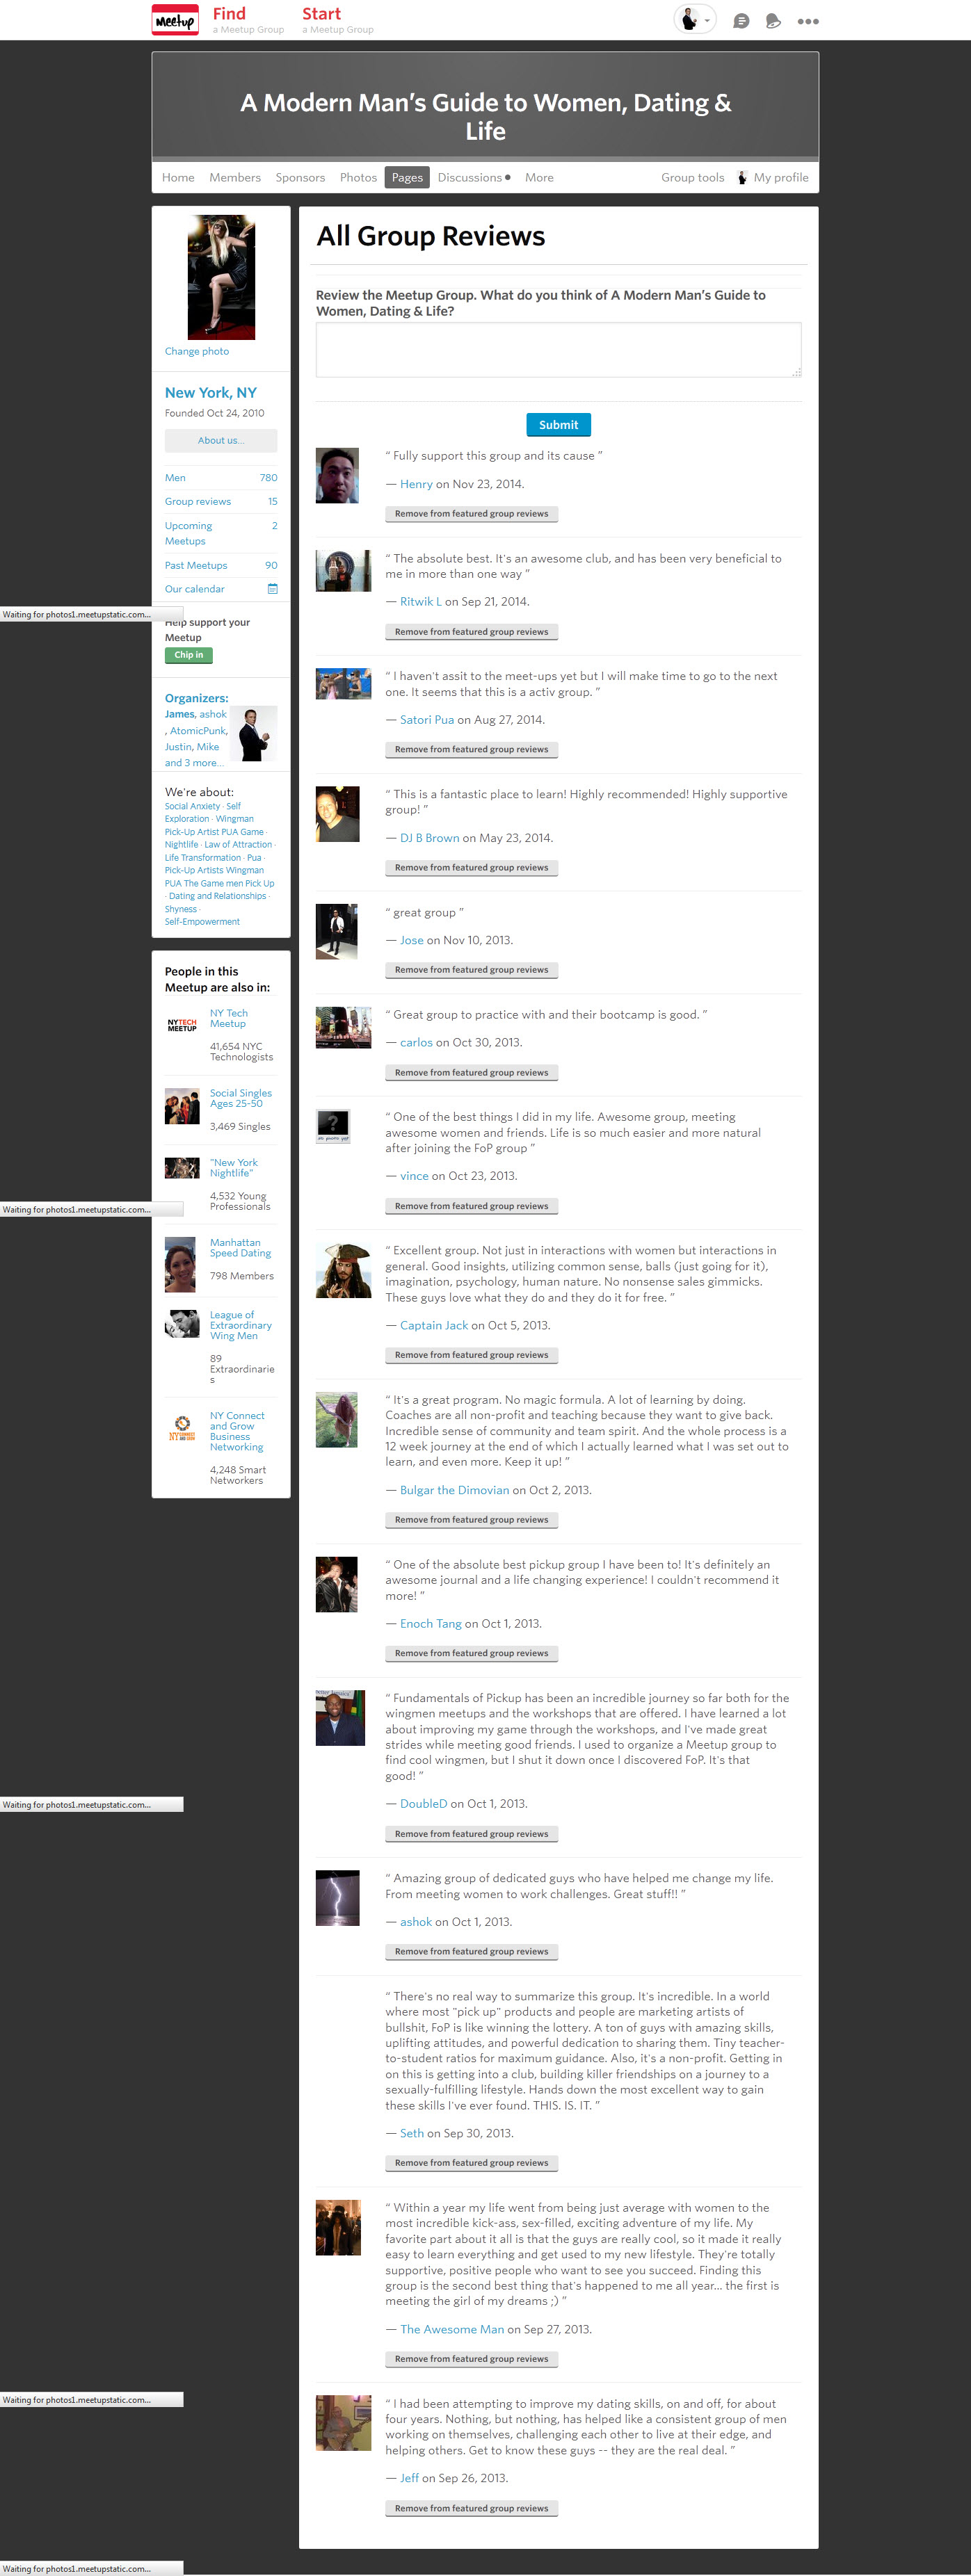 Meetup
Find
a Meetup Group
Start
a Meetup Group
A Modern Man's Guide to Women, Dating &
Life
Home Members Sponsors Photos Pages Discussions More Group tools My profile
Change photo
New York, NY
Founded Oct 24, 2010
About us...
Men 780
Group reviews 15
Upcoming 2
Meetups
Past Meetups 90
Our calendar
Waiting for photos1.meetupstatic.com...
Help support your
Meetup
Chip in
Organizers:
James, ashok
, AtomicPunk,
Justin, Mike
and 3 more...
We're about:
Social Anxiety · Self
Exploration · Wingman
Pick-Up Artist PUA Game ·
Nightlife · Law of Attraction ·
Life Transformation · Pua ·
Pick-Up Artists Wingman
PUA The Game men Pick Up
· Dating and Relationships ·
Shyness ·
Self-Empowerment
People in this
Meetup are also in:
NYTECH
MEETUP
NY Tech
Meetup
41,654 NYC
Technologists
Social Singles
Ages 25-50
3,469 Singles
"New York
Nightlife"
4,532 Young
Professionals
Waiting for photos1.meetupstatic.com...
Manhattan
Speed Dating
798 Members
League of
Extraordinary
Wing Men
89
Extraordinarie
s
NY Connect
and Grow
Business
Networking
4,248 Smart
Networkers
All Group Reviews
Review the Meetup Group. What do you think of A Modern Man's Guide to
Women, Dating & Life?
Submit
“ Fully support this group and its cause ”
— Henry on Nov 23, 2014.
Remove from featured group reviews
“ The absolute best. It's an awesome club, and has been very beneficial to
me in more than one way ”
— Ritwik L on Sep 21, 2014.
Remove from featured group reviews
“ I haven't assit to the meet-ups yet but I will make time to go to the next
one. It seems that this is a activ group. ”
— Satori Pua on Aug 27, 2014.
Remove from featured group reviews
“ This is a fantastic place to learn! Highly recommended! Highly supportive
group! ”
— DJ B Brown on May 23, 2014.
Remove from featured group reviews
“ great group ”
— Jose on Nov 10, 2013.
Remove from featured group reviews
“ Great group to practice with and their bootcamp is good. ”
— carlos on Oct 30, 2013.
Remove from featured group reviews
?
no photo yet
“ One of the best things I did in my life. Awesome group, meeting
awesome women and friends. Life is so much easier and more natural
after joining the FoP group ”
— vince on Oct 23, 2013.
Remove from featured group reviews
“ Excellent group. Not just in interactions with women but interactions in
general. Good insights, utilizing common sense, balls (just going for it),
imagination, psychology, human nature. No nonsense sales gimmicks.
These guys love what they do and they do it for free. ”
— Captain Jack on Oct 5, 2013.
Remove from featured group reviews
“ It's a great program. No magic formula. A lot of learning by doing.
Coaches are all non-profit and teaching because they want to give back.
Incredible sense of community and team spirit. And the whole process is a
12 week journey at the end of which I actually learned what I was set out to
learn, and even more. Keep it up! ”
— Bulgar the Dimovian on Oct 2, 2013.
Remove from featured group reviews
“ One of the absolute best pickup group I have been to! It's definitely an
awesome journal and a life changing experience! I couldn't recommend it
more! ”
— Enoch Tang on Oct 1, 2013.
Remove from featured group reviews
“ Fundamentals of Pickup has been an incredible journey so far both for the
wingmen meetups and the workshops that are offered. I have learned a lot
about improving my game through the workshops, and I've made great
strides while meeting good friends. I used to organize a Meetup group to
find cool wingmen, but I shut it down once I discovered FoP. It's that
good! ”
— DoubleD on Oct 1, 2013.
Waiting for photos1.meetupstatic.com...
Remove from featured group reviews
“ Amazing group of dedicated guys who have helped me change my life.
From meeting women to work challenges. Great stuff!! ”
— ashok on Oct 1, 2013.
Remove from featured group reviews
“ There's no real way to summarize this group. It's incredible. In a world
where most "pick up" products and people are marketing artists of
bullshit, FoP is like winning the lottery. A ton of guys with amazing skills,
uplifting attitudes, and powerful dedication to sharing them. Tiny teacher-
to-student ratios for maximum guidance. Also, it's a non-profit. Getting in
on this is getting into a club, building killer friendships on a journey to a
sexually-fulfilling lifestyle. Hands down the most excellent way to gain
these skills I've ever found. THIS. IS. IT. ”
— Seth on Sep 30, 2013.
Remove from featured group reviews
“ Within a year my life went from being just average with women to the
most incredible kick-ass, sex-filled, exciting adventure of my life. My
favorite part about it all is that the guys are really cool, so it made it really
easy to learn everything and get used to my new lifestyle. They're totally
supportive, positive people who want to see you succeed. Finding this
group is the second best thing that's happened to me all year... the first is
meeting the girl of my dreams ;) ”
— The Awesome Man on Sep 27, 2013.
Remove from featured group reviews
Waiting for photos1.meetupstatic.com...
“ I had been attempting to improve my dating skills, on and off, for about
four years. Nothing, but nothing, has helped like a consistent group of men
working on themselves, challenging each other to live at their edge, and
helping others. Get to know these guys -- they are the real deal. ”
— Jeff on Sep 26, 2013.
Remove from featured group reviews
Waiting for photos1.meetupstatic.com...